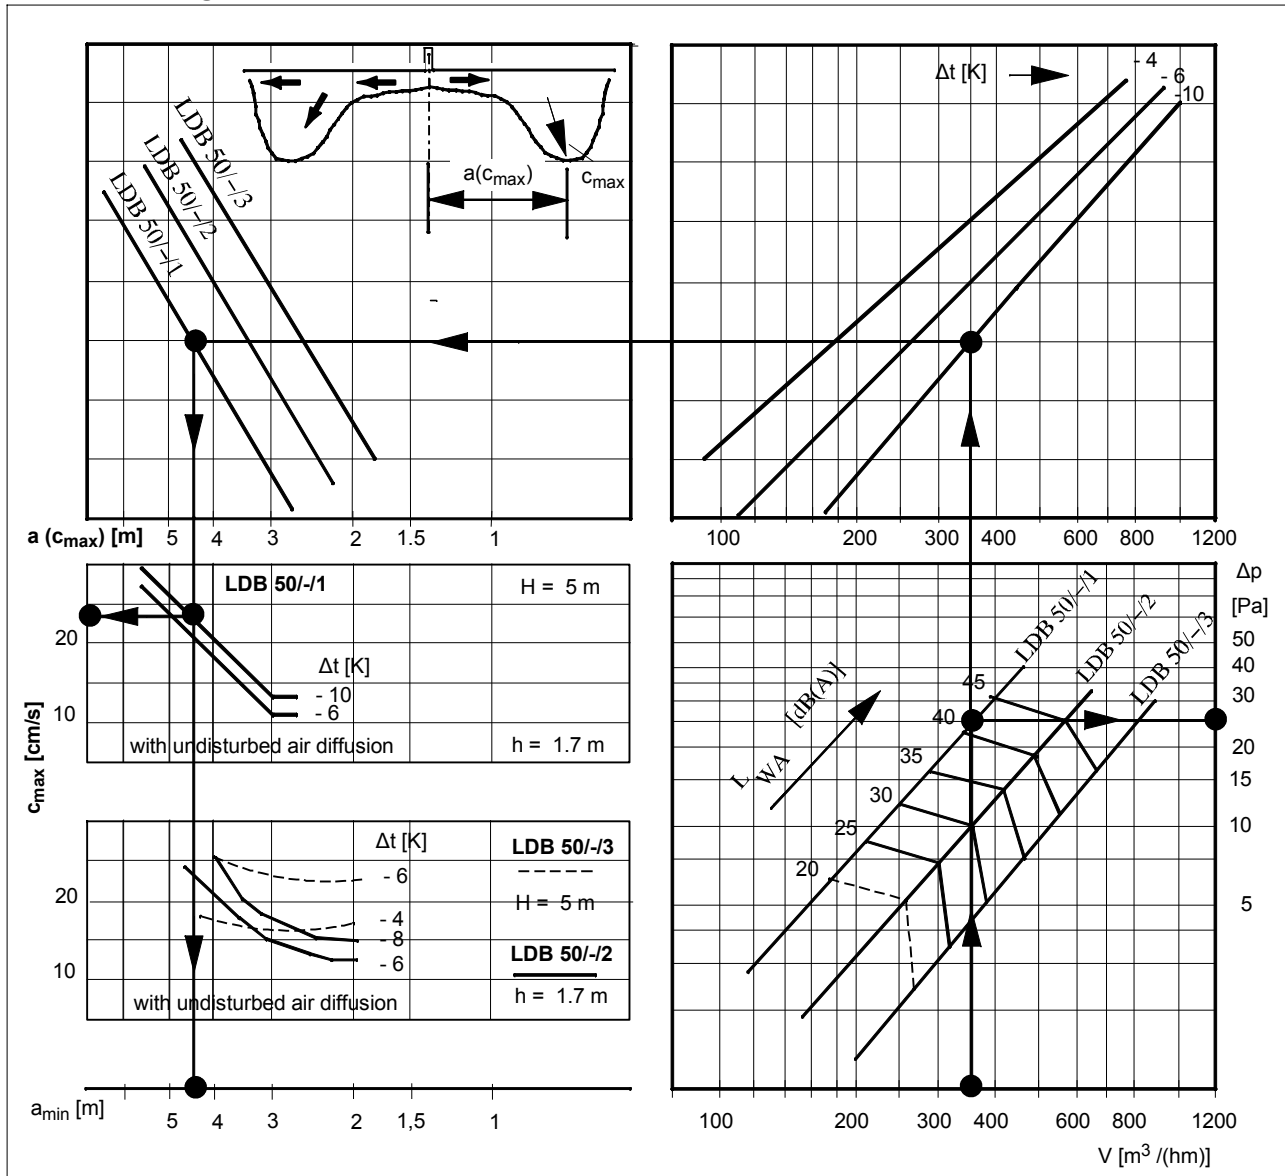 Δt [K]
- 4
- 6
-10
LDB 50/–/3
LDB 50/–/2
LDB 50/–/1
a(cmax)
cmax
a (cmax) [m]
5 4 3 2 1.5 1
100 200 300 400 600 800 1200
LDB 50/-/1
H = 5 m
20
Δt [K]
- 10
- 6
10
with undisturbed air diffusion
h = 1.7 m
cmax [cm/s]
Δt [K]
LDB 50/-/3
- 6
20
H = 5 m
- 4
- 8
LDB 50/-/2
- 6
10
with undisturbed air diffusion
h = 1.7 m
amin [m]
5 4 3 2 1,5 1
Δp
[Pa]
LDB 50/–/1
LDB 50/–/2
LDB 50/–/3
50
40
30
20
15
10
5
LWA [dB(A)]
45
40
35
30
25
20
100 200 300 400 600 800 1200
V [m³ /(hm)]